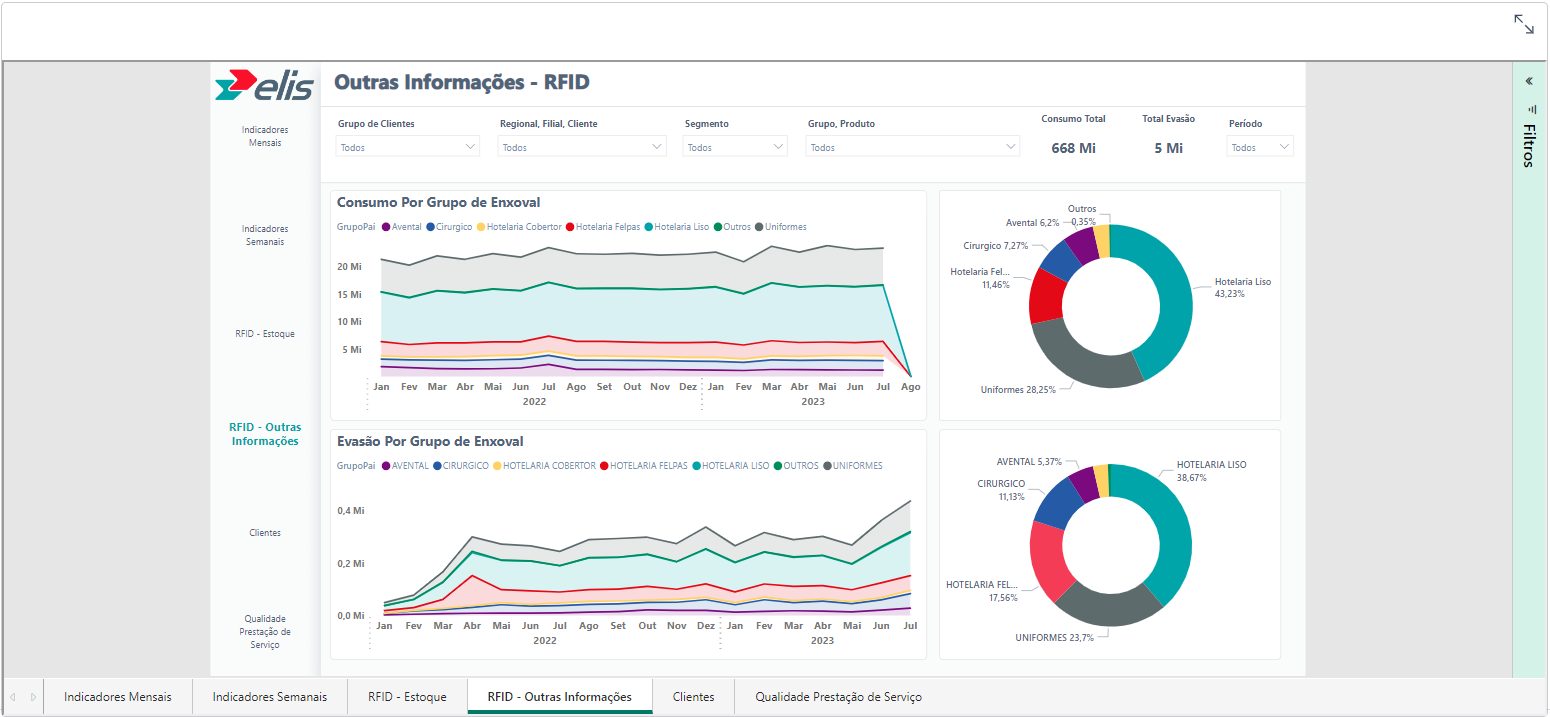 elis
Outras Informações - RFID
Indicadores
Mensais
Indicadores
Semanais
RFID - Estoque
RFID - Outras
Informações
Clientes
Qualidade
Prestação de
Serviço
Grupo de Clientes
Todos
Regional, Filial, Cliente
Todos
Segmento
Todos
Grupo, Produto
Todos
Consumo Total
668 Mi
Total Evasão
5 Mi
Período
Todos
Filtros
Consumo Por Grupo de Enxoval
GrupoPai Avental Cirurgico Hotelaria Cobertor Hotelaria Felpas Hotelaria Liso Outros Uniformes
20 Mi
15 Mi
10 Mi
5 Mi
Jan Fev Mar Abr Mai Jun Jul Ago Set Out Nov Dez Jan Fev Mar Abr Mai Jun Jul Ago
2022 2023
Outros
0,35%
Avental 6,2%
Cirurgico 7,27%
Hotelaria Fel...
11,46%
Hotelaria Liso
43,23%
Uniformes 28,25%
Evasão Por Grupo de Enxoval
GrupoPai AVENTAL CIRURGICO HOTELARIA COBERTOR HOTELARIA FELPAS HOTELARIA LISO OUTROS UNIFORMES
0,4 Mi
0,2 Mi
0,0 Mi
Jan Fev Mar Abr Mai Jun Jul Ago Set Out Nov Dez Jan Fev Mar Abr Mai Jun Jul
2022 2023
AVENTAL 5,37%
HOTELARIA LISO
38,67%
CIRURGICO
11,13%
HOTELARIA FEL...
17,56%
UNIFORMES 23,7%
Indicadores Mensais
Indicadores Semanais
RFID - Estoque
RFID - Outras Informações
Clientes
Qualidade Prestação de Serviço